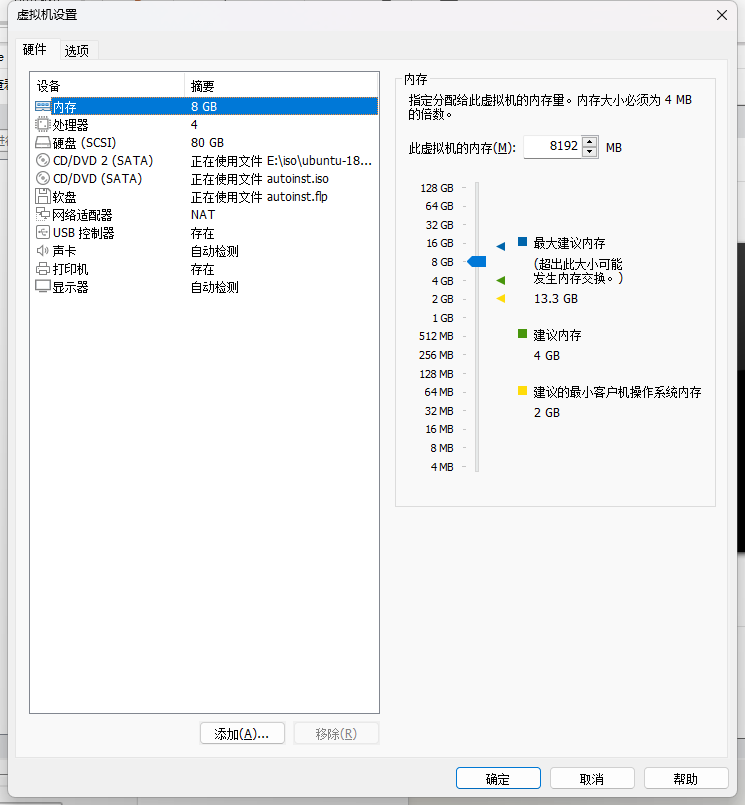 虚拟机设置
硬件 选项
设备 摘要
内存 8 GB
处理器 4
硬盘 (SCSI) 80 GB
CD/DVD 2 (SATA) 正在使用文件 E:\iso\ubuntu-18...
CD/DVD (SATA) 正在使用文件 autoinst.iso
软盘 正在使用文件 autoinst.flp
网络适配器 NAT
USB 控制器 存在
声卡 自动检测
打印机 存在
显示器 自动检测
添加(A)... 移除(R)
内存
指定分配给此虚拟机的内存量。内存大小必须为 4 MB
的倍数。
此虚拟机的内存(M): 8192 MB
128 GB
64 GB
32 GB
16 GB
8 GB
4 GB
2 GB
1 GB
512 MB
256 MB
128 MB
64 MB
32 MB
16 MB
8 MB
4 MB
最大建议内存
(超出此大小可能
发生内存交换。)
13.3 GB
建议内存
4 GB
建议的最小客户机操作系统内存
2 GB
确定 取消 帮助